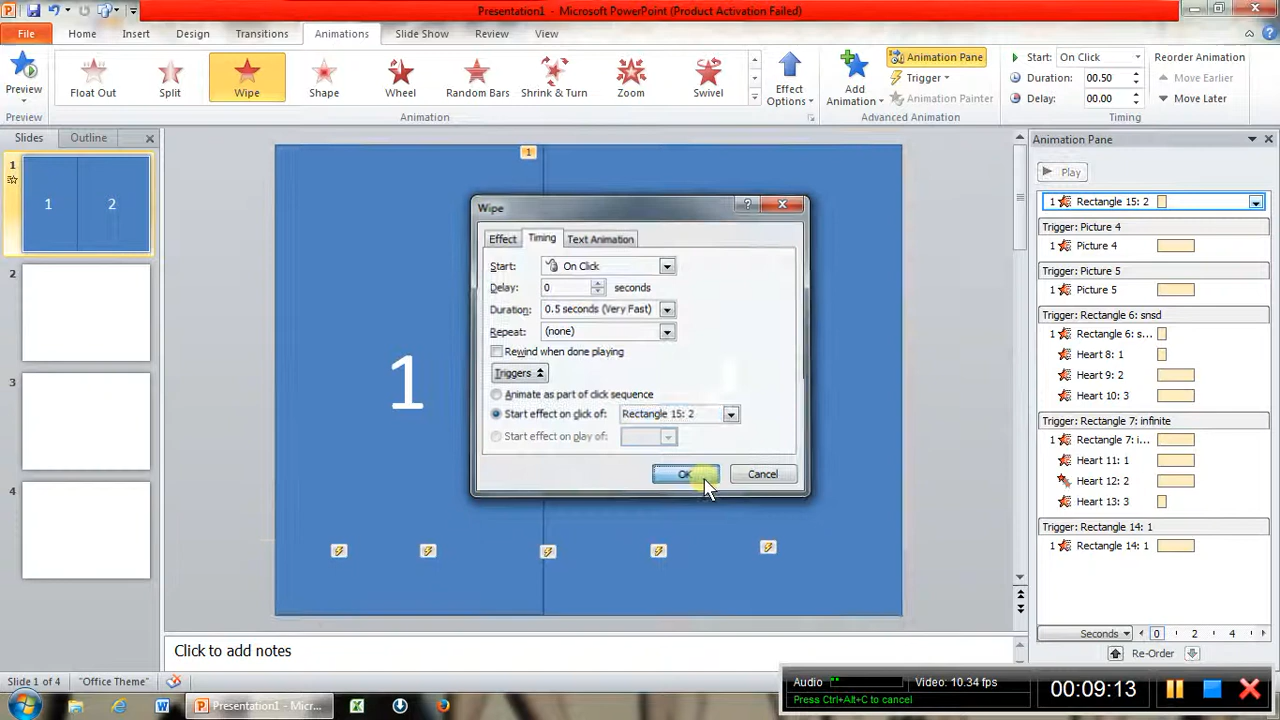 Presentation1 - Microsoft PowerPoint (Product Activation Failed)
File Home Insert Design Transitions Animations Slide Show Review View
Preview
Float Out Split Wipe Shape Wheel Random Bars Shrink & Turn Zoom Swivel
Effect Options
Add Animation
Animation Pane
Trigger
Animation Painter
Start: On Click
Duration: 00.50
Delay: 00.00
Reorder Animation
Move Earlier
Move Later
Preview Animation Advanced Animation Timing
Slides Outline
1
1 2
2
3
4
1
1
Wipe
Effect Timing Text Animation
Start: On Click
Delay: 0 seconds
Duration: 0.5 seconds (Very Fast)
Repeat: (none)
Rewind when done playing
Triggers
Animate as part of click sequence
Start effect on click of: Rectangle 15: 2
Start effect on play of:
OK Cancel
Animation Pane
Play
1 Rectangle 15: 2
Trigger: Picture 4
1 Picture 4
Trigger: Picture 5
1 Picture 5
Trigger: Rectangle 6: snsd
1 Rectangle 6: s...
Heart 8: 1
Heart 9: 2
Heart 10: 3
Trigger: Rectangle 7: infinite
1 Rectangle 7: i...
Heart 11: 1
Heart 12: 2
Heart 13: 3
Trigger: Rectangle 14: 1
1 Rectangle 14: 1
Seconds 0 2 4
Re-Order
Click to add notes
Slide 1 of 4 "Office Theme"
Presentation1 - Mic...
Audio
Video: 10.34 fps
Press Ctrl+Alt+C to cancel
00:09:13